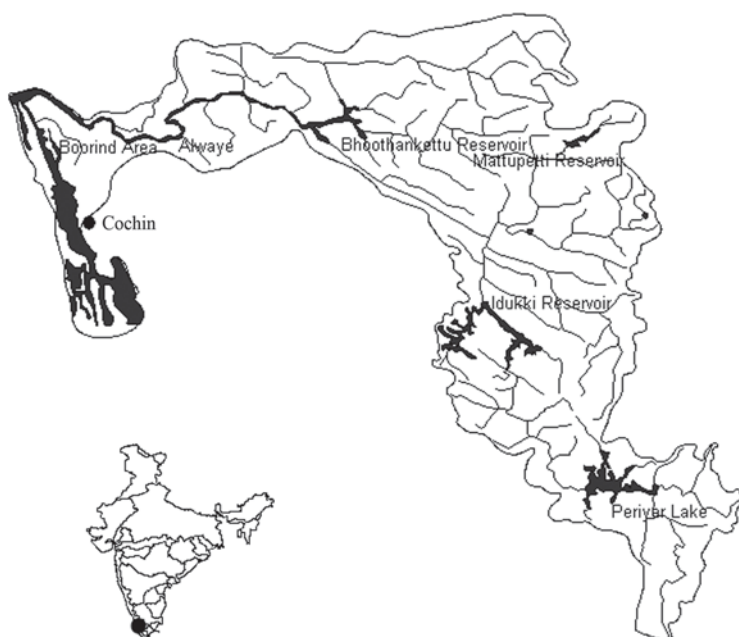 Boorind Area
Alwaye
Bhoothankettu Reservoir
Mattupetti Reservoir
Cochin
Idukki Reservoir
Periyar Lake